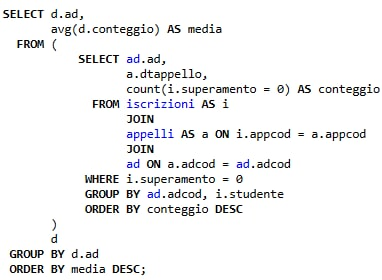 SELECT d.ad,
avg(d.conteggio) AS media
FROM (
SELECT ad.ad,
a.dtappello,
count(i.superamento = 0) AS conteggio
FROM iscrizioni AS i
JOIN
appelli AS a ON i.appcod = a.appcod
JOIN
ad ON a.adcod = ad.adcod
WHERE i.superamento = 0
GROUP BY ad.adcod, i.studente
ORDER BY conteggio DESC
)
d
GROUP BY d.ad
ORDER BY media DESC;